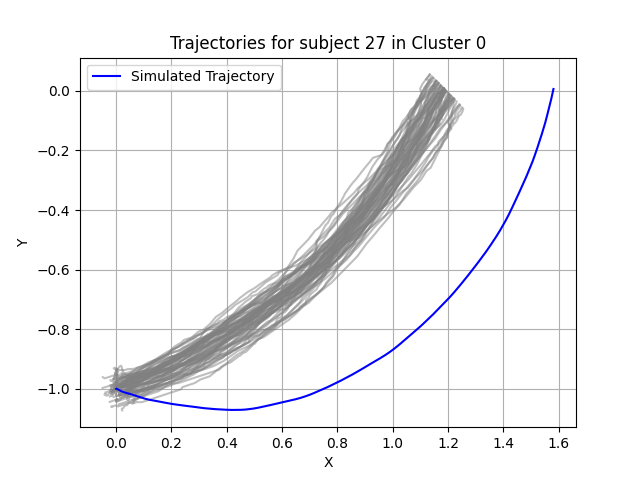 Trajectories for subject 27 in Cluster 0
Simulated Trajectory
Y
0.0
−0.2
−0.4
−0.6
−0.8
−1.0
0.0 0.2 0.4 0.6 0.8 1.0 1.2 1.4 1.6
X